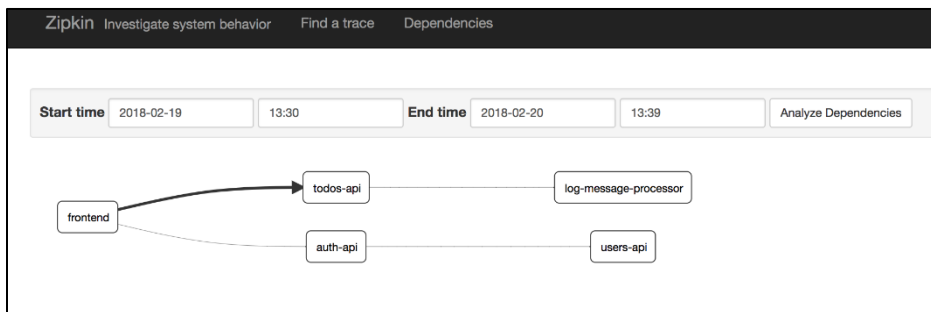 Zipkin Investigate system behavior Find a trace Dependencies
Start time 2018-02-19 13:30 End time 2018-02-20 13:39 Analyze Dependencies
todos-api log-message-processor
frontend
auth-api users-api